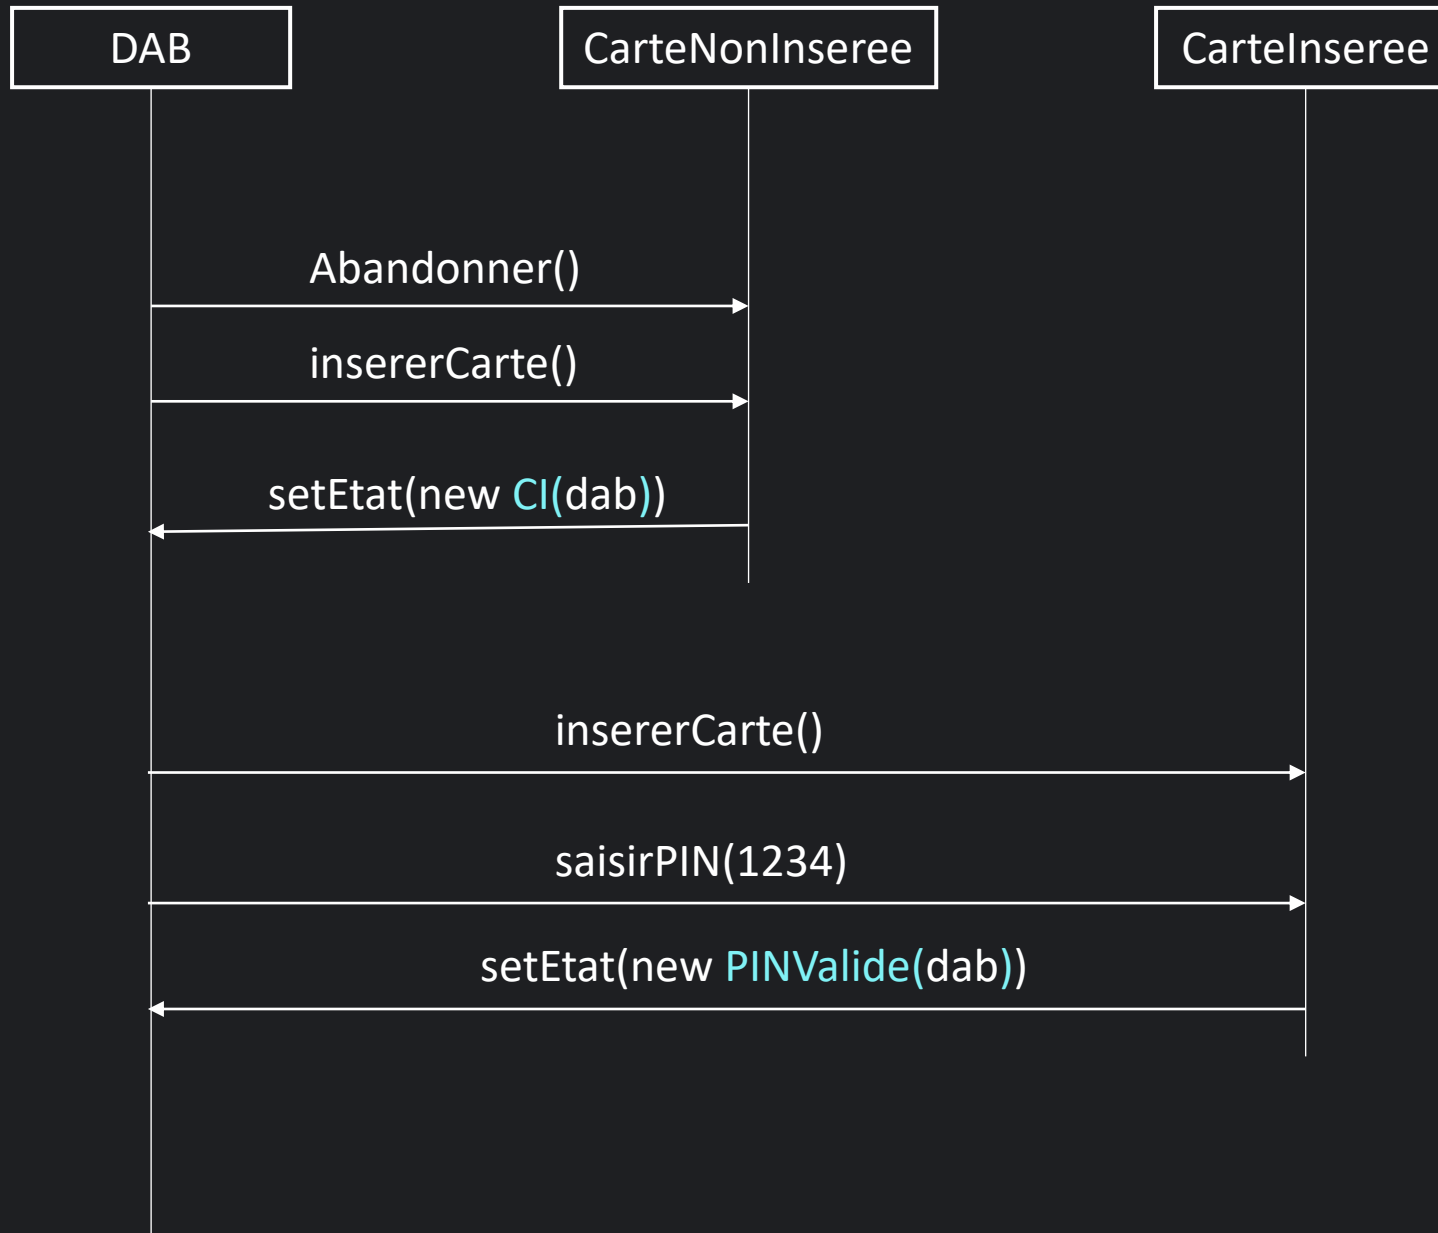 DAB
CarteNonInseree
CarteInseree
Abandonner()
insererCarte()
setEtat(new CI(dab))
insererCarte()
saisirPIN(1234)
setEtat(new PINValide(dab))